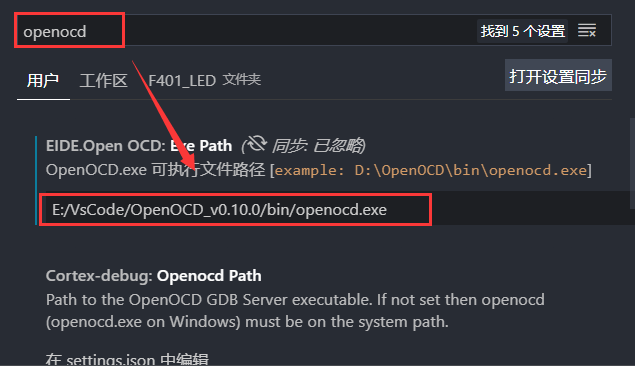 openocd
找到 5 个设置
用户 工作区 F401_LED 文件夹
打开设置同步
EIDE.Open OCD: Exe Path (同步: 已忽略)
OpenOCD.exe 可执行文件路径 [example: D:\OpenOCD\bin\openocd.exe]
E:/VsCode/OpenOCD_v0.10.0/bin/openocd.exe
Cortex-debug: Openocd Path
Path to the OpenOCD GDB Server executable. If not set then openocd
(openocd.exe on Windows) must be on the system path.
在 settings.json 中编辑